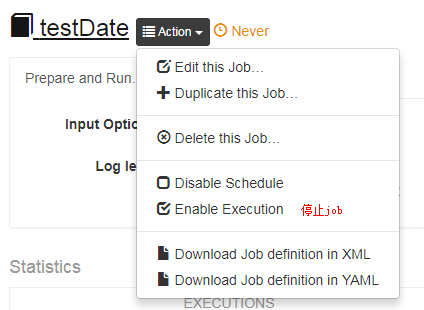 testDate Action Never
Prepare and Run...
Edit this Job...
Duplicate this Job...
Input Optio
Delete this Job...
Log le
Disable Schedule
Enable Execution 停止job
Download Job definition in XML
Statistics
Download Job definition in YAML
EXECUTIONS